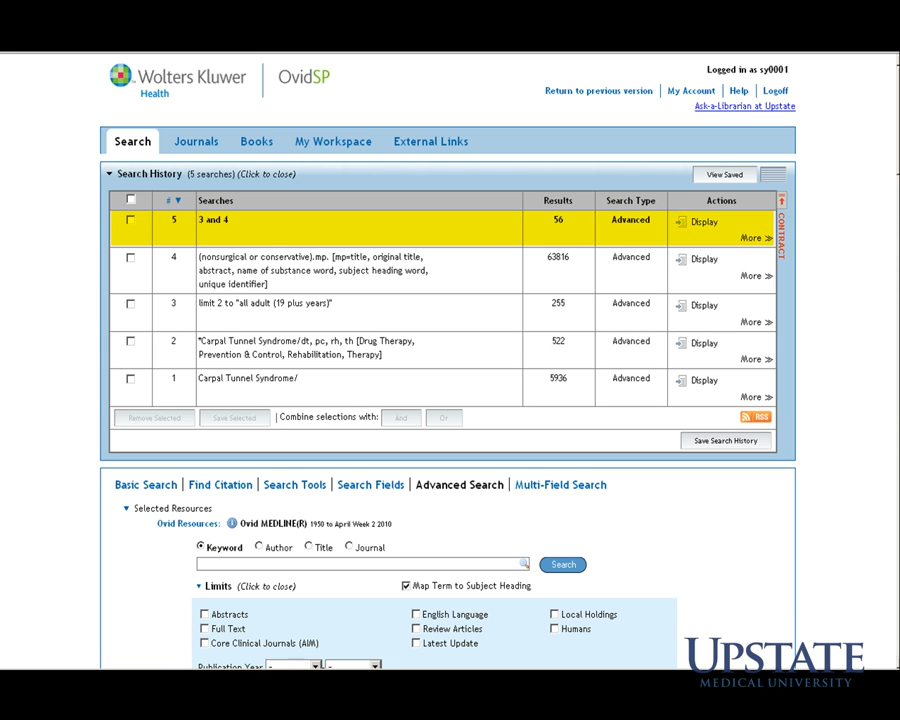 Wolters Kluwer
Health
OvidSP
Logged in as sy0001
Return to previous version | My Account | Help | Logoff
Ask-a-Librarian at Upstate
Search Journals Books My Workspace External Links
Search History (5 searches) (Click to close)
View Saved
# Searches Results Search Type Actions
CONTRACT
5 3 and 4 56 Advanced Display
More ≫
4 (nonsurgical or conservative).mp. [mp=title, original title, 63816 Advanced Display
abstract, name of substance word, subject heading word,
More ≫
unique identifier]
3 limit 2 to "all adult (19 plus years)" 255 Advanced Display
More ≫
2 *Carpal Tunnel Syndrome/dt, pc, rh, th [Drug Therapy, 522 Advanced Display
Prevention & Control, Rehabilitation, Therapy]
More ≫
1 Carpal Tunnel Syndrome/ 5936 Advanced Display
More ≫
Remove Selected Save Selected | Combine selections with: And Or
RSS
Save Search History
Basic Search | Find Citation | Search Tools | Search Fields | Advanced Search | Multi-Field Search
Selected Resources
Ovid Resources: Ovid MEDLINE(R) 1950 to April Week 2 2010
Keyword Author Title Journal
Search
Limits (Click to close)
Map Term to Subject Heading
Abstracts English Language Local Holdings
Full Text Review Articles Humans
Core Clinical Journals (AIM) Latest Update
Publication Year - -
UPSTATE
MEDICAL UNIVERSITY